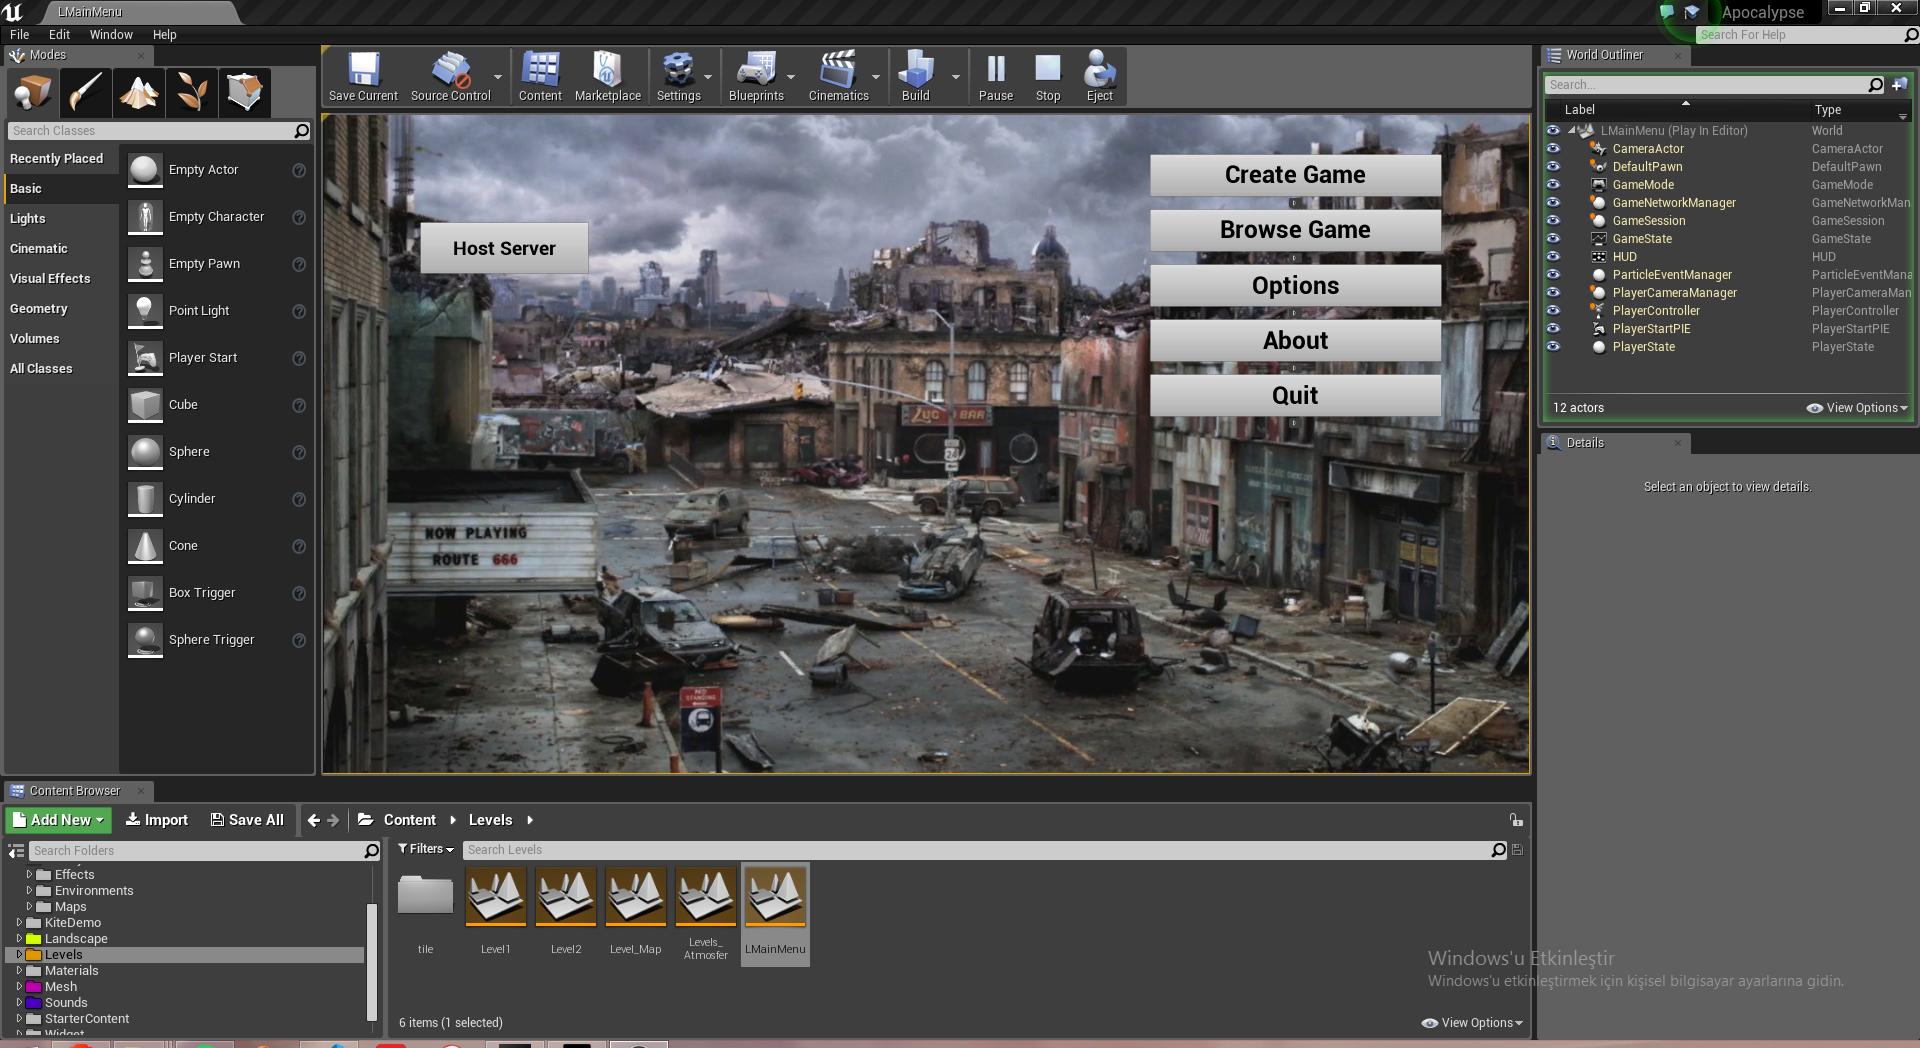 LMainMenu
Apocalypse
File Edit Window Help
Search For Help
Modes
Search Classes
Recently Placed
Basic
Lights
Cinematic
Visual Effects
Geometry
Volumes
All Classes
Empty Actor
Empty Character
Empty Pawn
Point Light
Player Start
Cube
Sphere
Cylinder
Cone
Box Trigger
Sphere Trigger
Save Current Source Control Content Marketplace Settings Blueprints Cinematics Build Pause Stop Eject
Host Server
Create Game
Browse Game
Options
About
Quit
LUC BAR
NOW PLAYING
ROUTE 666
NO
STANDING
World Outliner
Search...
Label Type
LMainMenu (Play In Editor) World
CameraActor CameraActor
DefaultPawn DefaultPawn
GameMode GameMode
GameNetworkManager GameNetworkMan
GameSession GameSession
GameState GameState
HUD HUD
ParticleEventManager ParticleEventMana
PlayerCameraManager PlayerCameraMan
PlayerController PlayerController
PlayerStartPIE PlayerStartPIE
PlayerState PlayerState
12 actors View Options
Details
Select an object to view details.
Content Browser
Add New Import Save All Content Levels
Search Folders
Effects
Environments
Maps
KiteDemo
Landscape
Levels
Materials
Mesh
Sounds
StarterContent
Widget
Filters Search Levels
tile
Level1
Level2
Level_Map
Levels_
Atmosfer
LMainMenu
6 items (1 selected) View Options
Windows'u Etkinleştir
Windows'u etkinleştirmek için kişisel bilgisayar ayarlarına gidin.